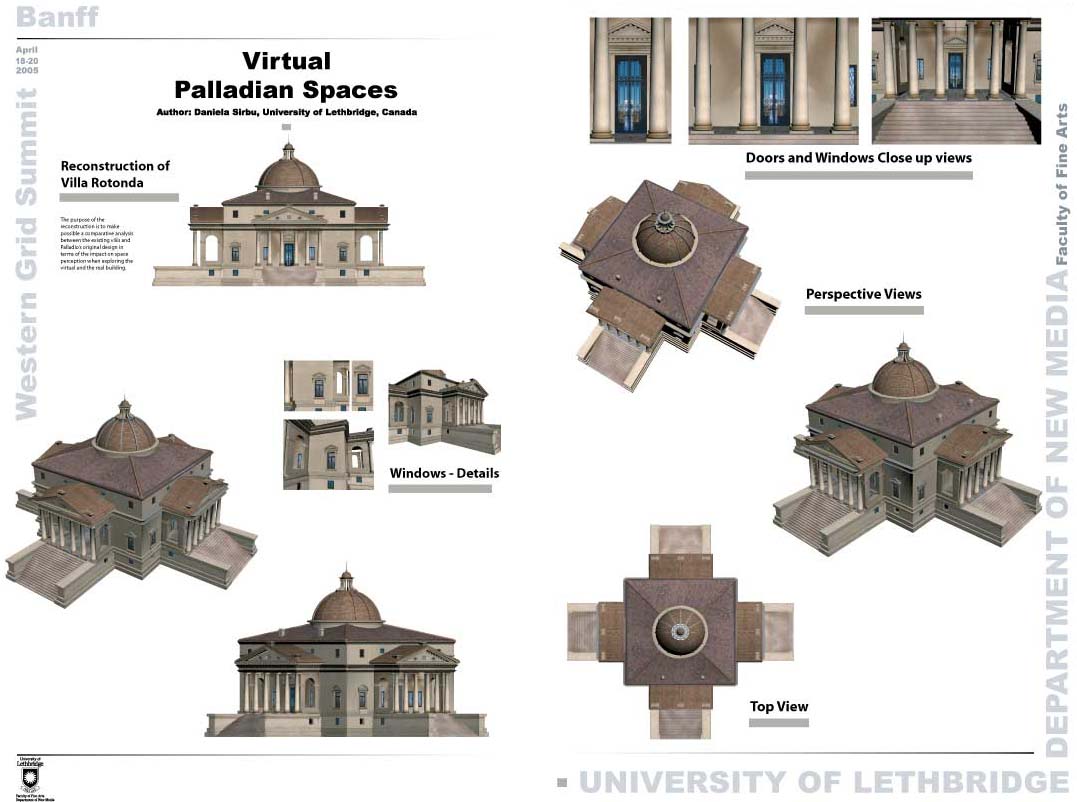 Banff
April
18-20
2005
Western Grid Summit
Virtual
Palladian Spaces
Author: Daniela Sirbu, University of Lethbridge, Canada
Reconstruction of
Villa Rotonda
The purpose of the
reconstruction is to make
possible a comparative analysis
between the existing villa and
Palladio's original design in
terms of the impact on space
perception when exploring the
virtual and the real building.
Windows - Details
University of
Lethbridge
Faculty of Fine Arts
Department of New Media
Doors and Windows Close up views
Perspective Views
Top View
Faculty of Fine Arts
DEPARTMENT OF NEW MEDIA
UNIVERSITY OF LETHBRIDGE